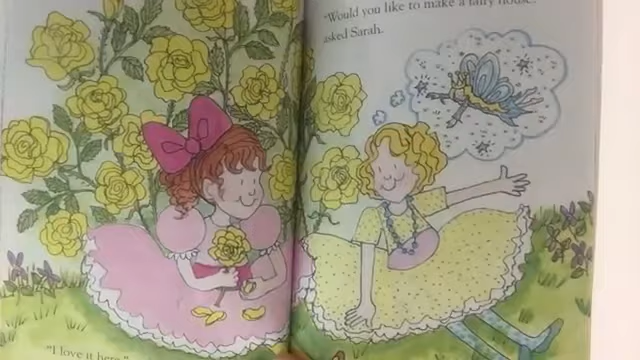 "Would you like to make a fairy house?"
asked Sarah.
"I love it here,"